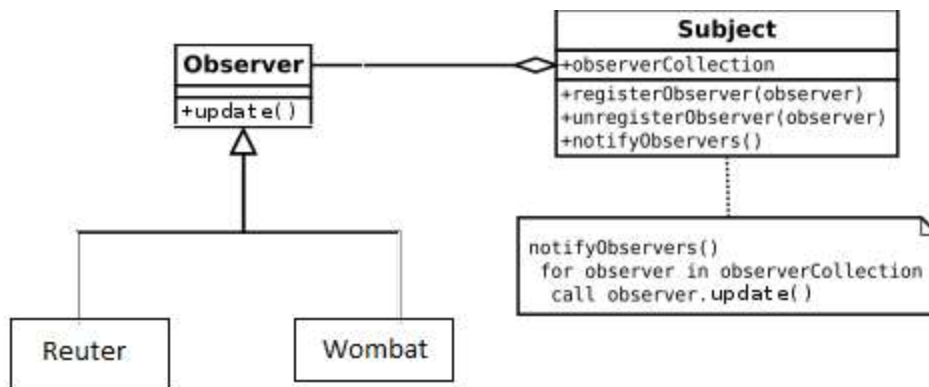 Observer
+update()
Subject
+observerCollection
+registerObserver(observer)
+unregisterObserver(observer)
+notifyObservers()
notifyObservers()
for observer in observerCollection
call observer.update()
Reuter
Wombat